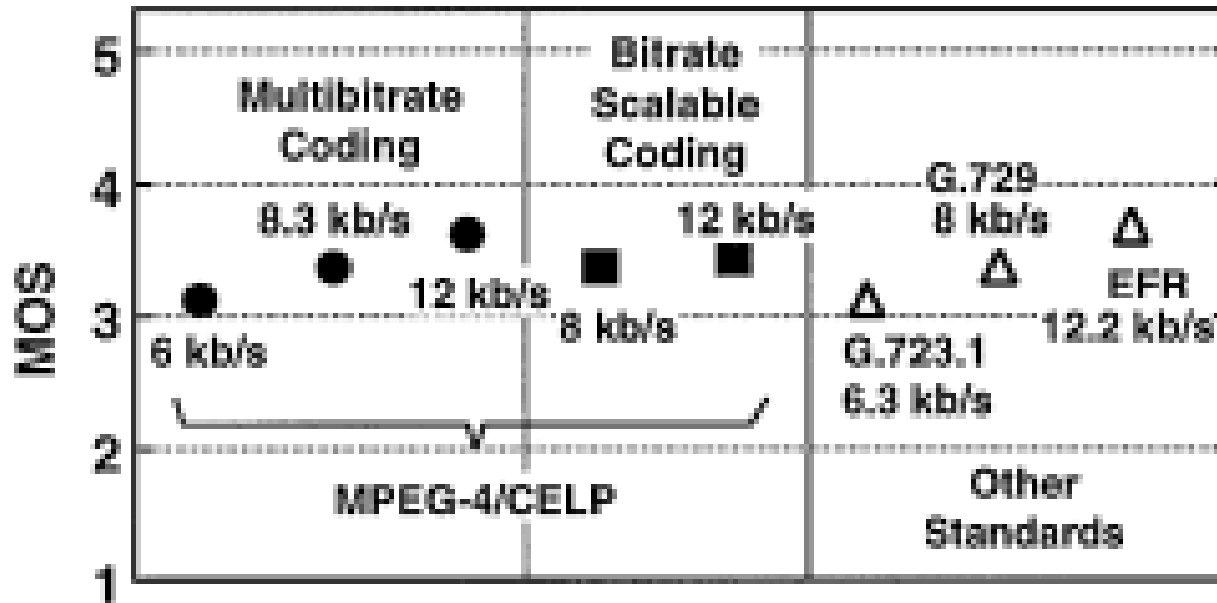 MOS
5
4
3
2
1
Multibitrate
Coding
Bitrate
Scalable
Coding
8.3 kb/s
12 kb/s
6 kb/s
12 kb/s
8 kb/s
G.729
8 kb/s
EFR
12.2 kb/s
G.723.1
6.3 kb/s
MPEG-4/CELP
Other
Standards